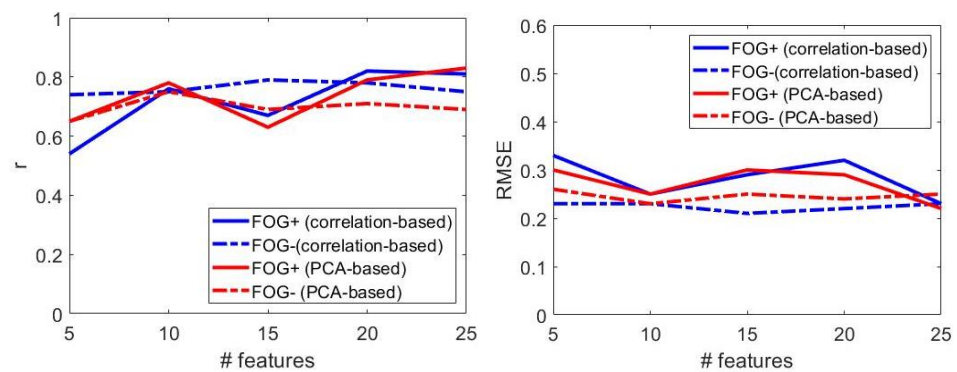 1
0.8
0.6
0.4
0.2
0
r
5
10
15
20
25
# features
FOG+ (correlation-based)
FOG-(correlation-based)
FOG+ (PCA-based)
FOG- (PCA-based)
0.6
0.5
0.4
0.3
0.2
0.1
0
RMSE
5
10
15
20
25
# features
FOG+ (correlation-based)
FOG-(correlation-based)
FOG+ (PCA-based)
FOG- (PCA-based)